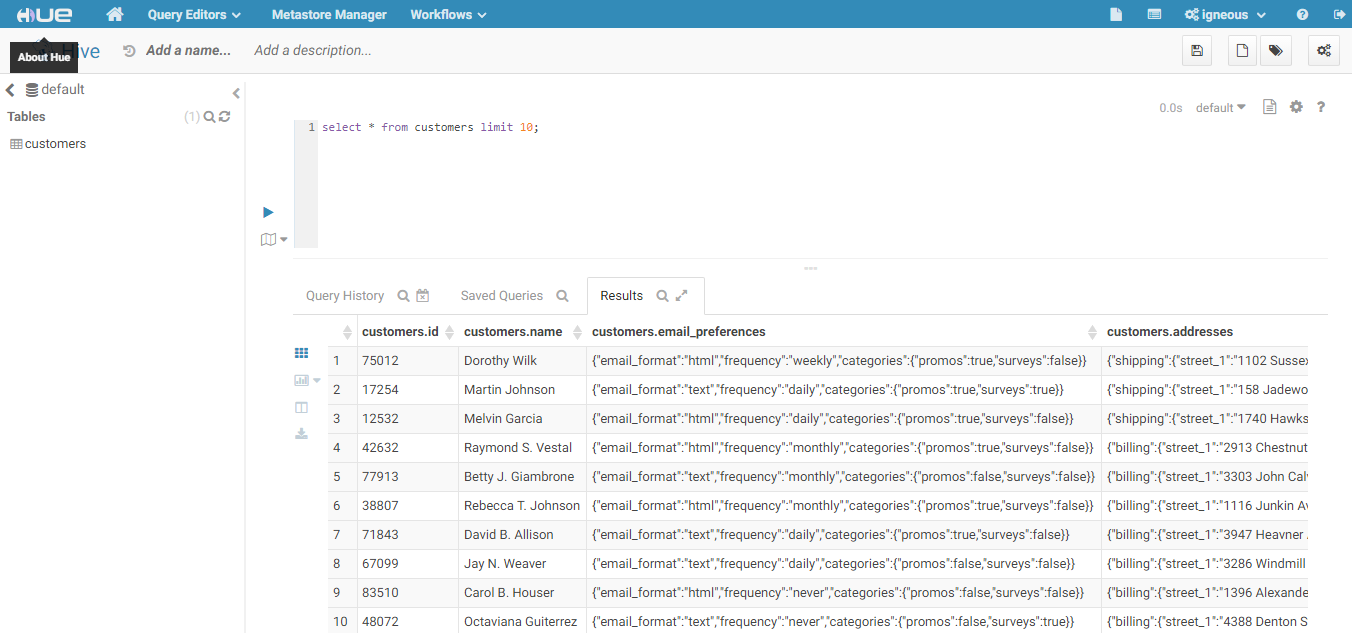 HUE Query Editors Metastore Manager Workflows igneous
About Hue Hive Add a name... Add a description...
default
Tables (1)
customers
0.0s default ?
1 select * from customers limit 10;
Query History Saved Queries Results
customers.id customers.name customers.email_preferences customers.addresses
1 75012 Dorothy Wilk {"email_format":"html","frequency":"weekly","categories":{"promos":true,"surveys":false}} {"shipping":{"street_1":"1102 Susse
2 17254 Martin Johnson {"email_format":"text","frequency":"daily","categories":{"promos":true,"surveys":true}} {"shipping":{"street_1":"158 Jadewo
3 12532 Melvin Garcia {"email_format":"html","frequency":"daily","categories":{"promos":true,"surveys":false}} {"shipping":{"street_1":"1740 Hawks
4 42632 Raymond S. Vestal {"email_format":"html","frequency":"monthly","categories":{"promos":true,"surveys":false}} {"billing":{"street_1":"2913 Chestnut
5 77913 Betty J. Giambrone {"email_format":"text","frequency":"monthly","categories":{"promos":false,"surveys":false}} {"billing":{"street_1":"3303 John Cal
6 38807 Rebecca T. Johnson {"email_format":"html","frequency":"monthly","categories":{"promos":true,"surveys":false}} {"billing":{"street_1":"1116 Junkin Av
7 71843 David B. Allison {"email_format":"text","frequency":"daily","categories":{"promos":true,"surveys":false}} {"billing":{"street_1":"3947 Heavner
8 67099 Jay N. Weaver {"email_format":"text","frequency":"daily","categories":{"promos":false,"surveys":false}} {"billing":{"street_1":"3286 Windmill
9 83510 Carol B. Houser {"email_format":"html","frequency":"never","categories":{"promos":false,"surveys":false}} {"billing":{"street_1":"1396 Alexande
10 48072 Octaviana Guiterrez {"email_format":"text","frequency":"never","categories":{"promos":false,"surveys":true}} {"billing":{"street_1":"4388 Denton S